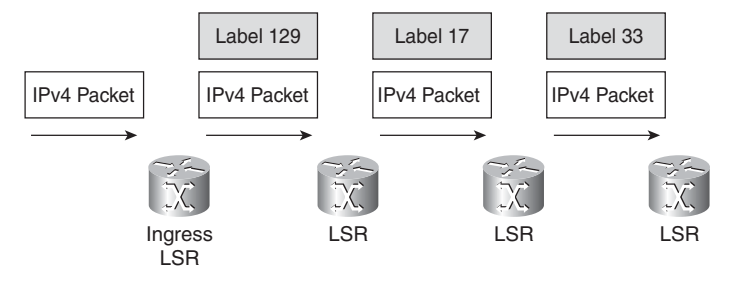 Label 129
Label 17
Label 33
IPv4 Packet
IPv4 Packet
IPv4 Packet
IPv4 Packet
Ingress
LSR
LSR
LSR
LSR